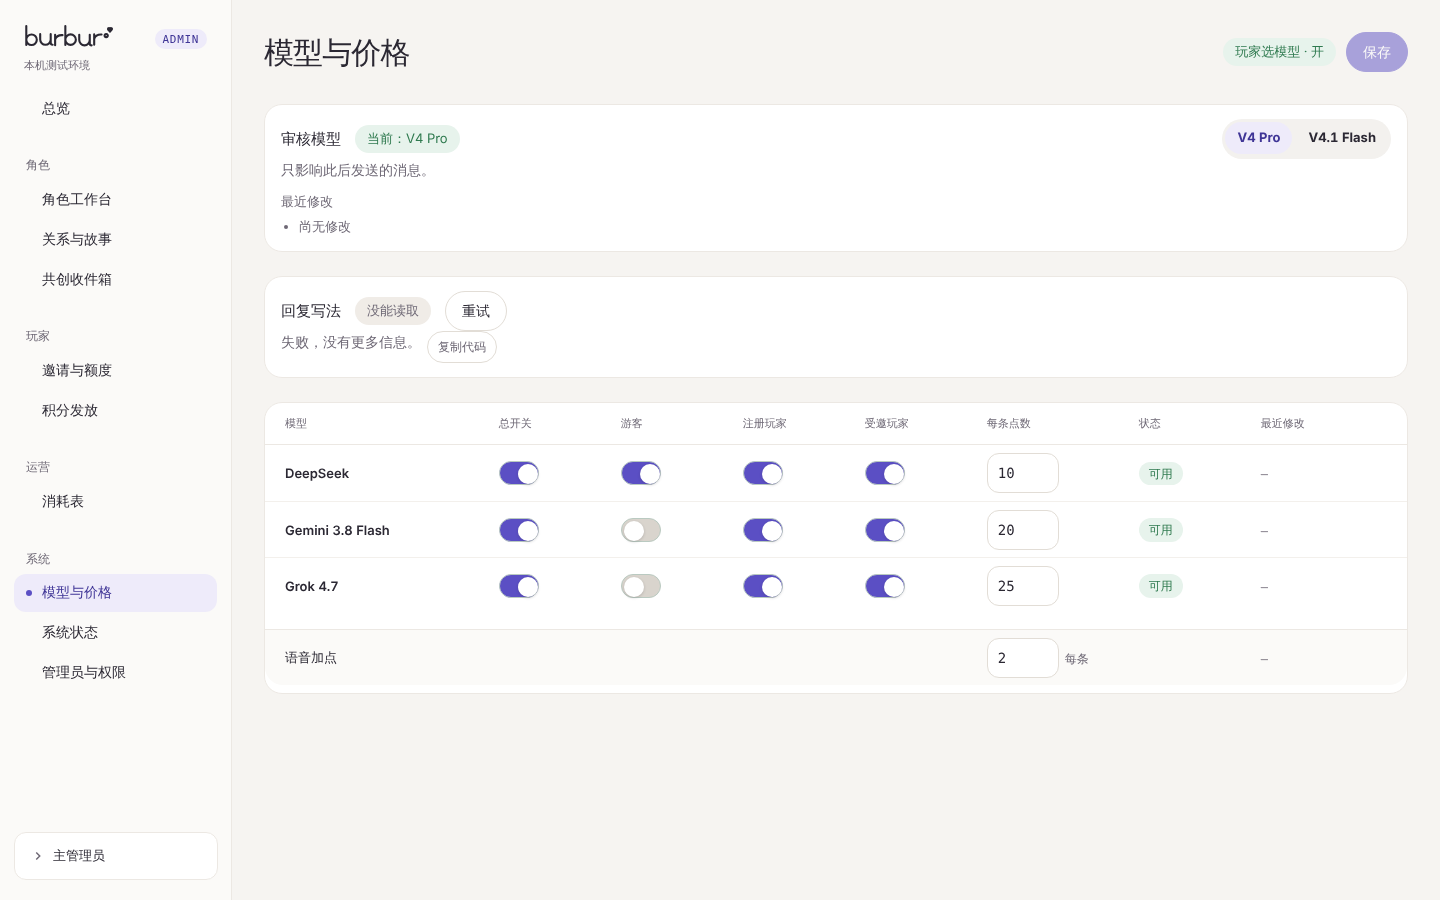 burbur
ADMIN
本机测试环境
总览
角色
角色工作台
关系与故事
共创收件箱
玩家
邀请与额度
积分发放
运营
消耗表
系统
模型与价格
系统状态
管理员与权限
主管理员
模型与价格
玩家选模型 · 开
保存
审核模型 当前：V4 Pro
V4 Pro V4.1 Flash
只影响此后发送的消息。
最近修改
• 尚无修改
回复写法 没能读取 重试
失败，没有更多信息。 复制代码
模型 总开关 游客 注册玩家 受邀玩家 每条点数 状态 最近修改
DeepSeek 10 可用 –
Gemini 3.8 Flash 20 可用 –
Grok 4.7 25 可用 –
语音加点 2 每条 –